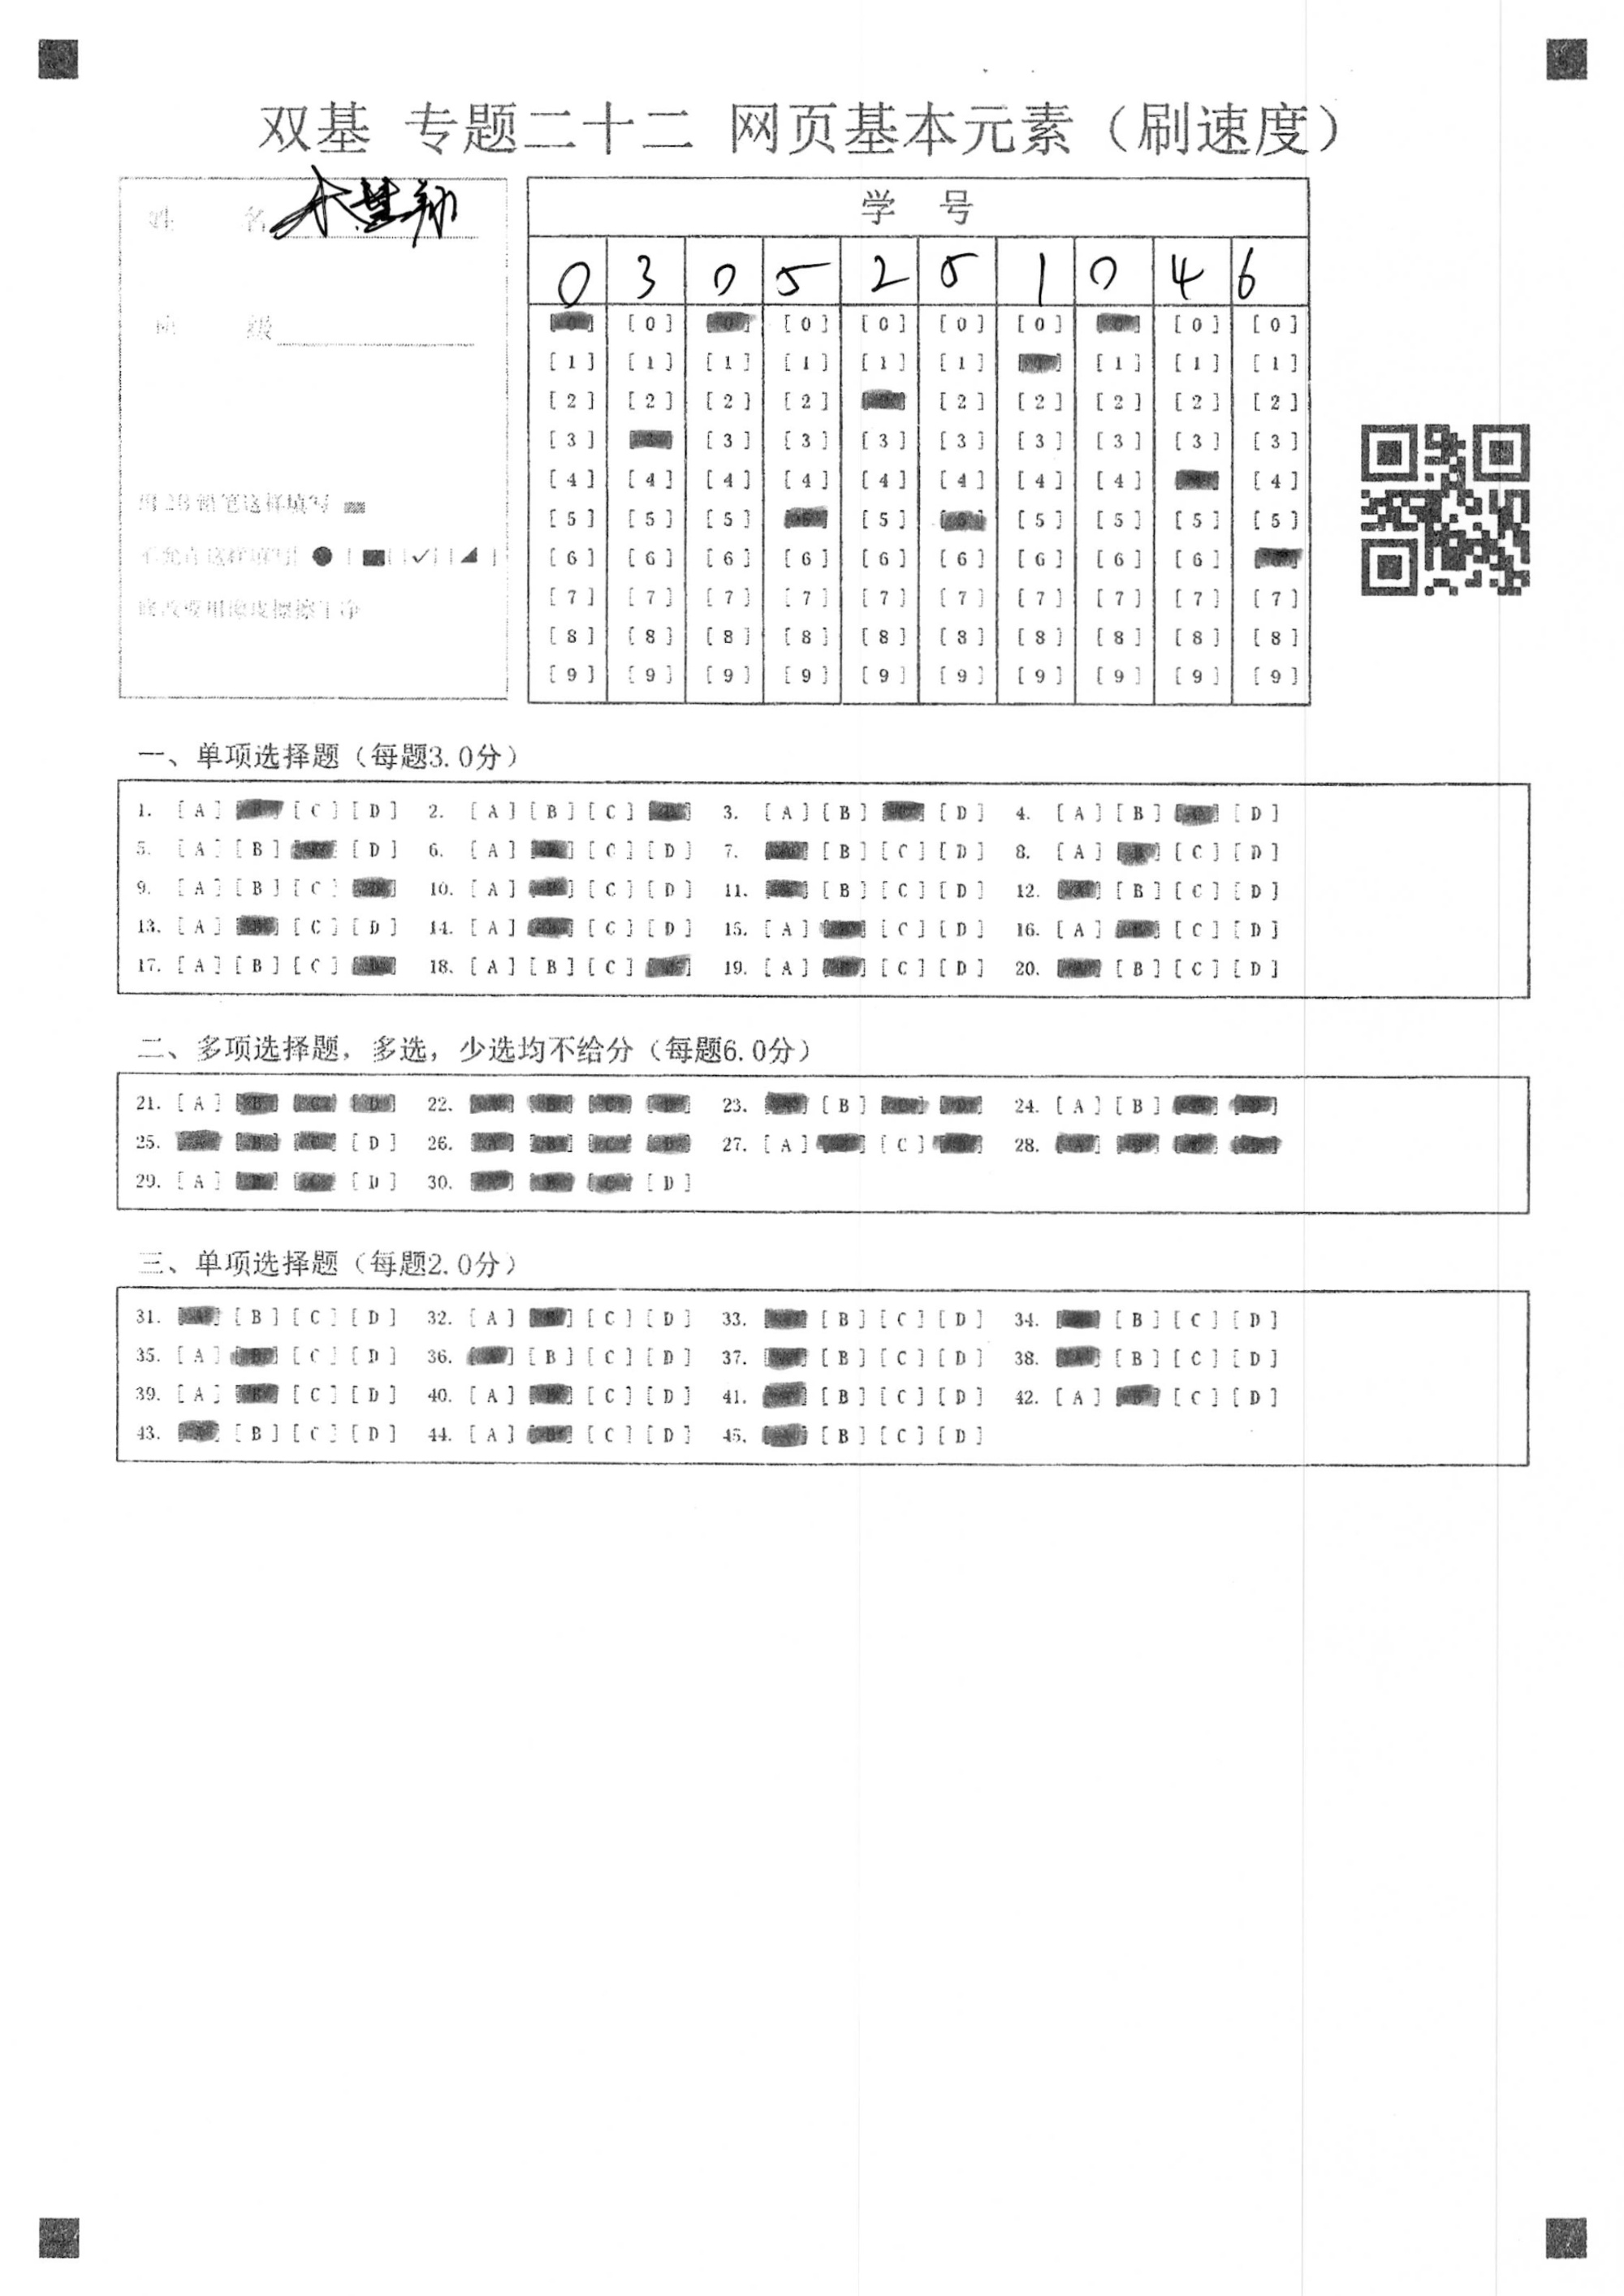 双基 专题二十二 网页基本元素（刷速度）
姓 名
学 号
0 3 0 5 2 5 1 0 4 6
级
[0] [0] [0] [0] [0] [0] [0]
[1] [1] [1] [1] [1] [1] [1] [1] [1]
[2] [2] [2] [2] [2] [2] [2] [2] [2]
[3] [3] [3] [3] [3] [3] [3] [3] [3]
[4] [4] [4] [4] [4] [4] [4] [4] [4]
[5] [5] [5] [5] [5] [5] [5] [5]
[6] [6] [6] [6] [6] [6] [6] [6] [6]
[7] [7] [7] [7] [7] [7] [7] [7] [7] [7]
[8] [8] [8] [8] [8] [8] [8] [8] [8] [8]
[9] [9] [9] [9] [9] [9] [9] [9] [9] [9]
用2B铅笔这样填写
不允许这样填写
修改要用橡皮擦擦干净
一、单项选择题（每题3.0分）
1. [A] [C] [D] 2. [A] [B] [C] 3. [A] [B] [D] 4. [A] [B] [D]
5. [A] [B] [D] 6. [A] [C] [D] 7. [B] [C] [D] 8. [A] [C] [D]
9. [A] [B] [C] 10. [A] [C] [D] 11. [B] [C] [D] 12. [B] [C] [D]
13. [A] [C] [D] 14. [A] [C] [D] 15. [A] [C] [D] 16. [A] [C] [D]
17. [A] [B] [C] 18. [A] [B] [C] 19. [A] [C] [D] 20. [B] [C] [D]
二、多项选择题，多选，少选均不给分（每题6.0分）
21. [A] 22. 23. [B] 24. [A] [B]
25. [D] 26. 27. [A] [C] 28.
29. [A] [D] 30. [D]
三、单项选择题（每题2.0分）
31. [B] [C] [D] 32. [A] [C] [D] 33. [B] [C] [D] 34. [B] [C] [D]
35. [A] [C] [D] 36. [B] [C] [D] 37. [B] [C] [D] 38. [B] [C] [D]
39. [A] [C] [D] 40. [A] [C] [D] 41. [B] [C] [D] 42. [A] [C] [D]
43. [B] [C] [D] 44. [A] [C] [D] 45. [B] [C] [D]